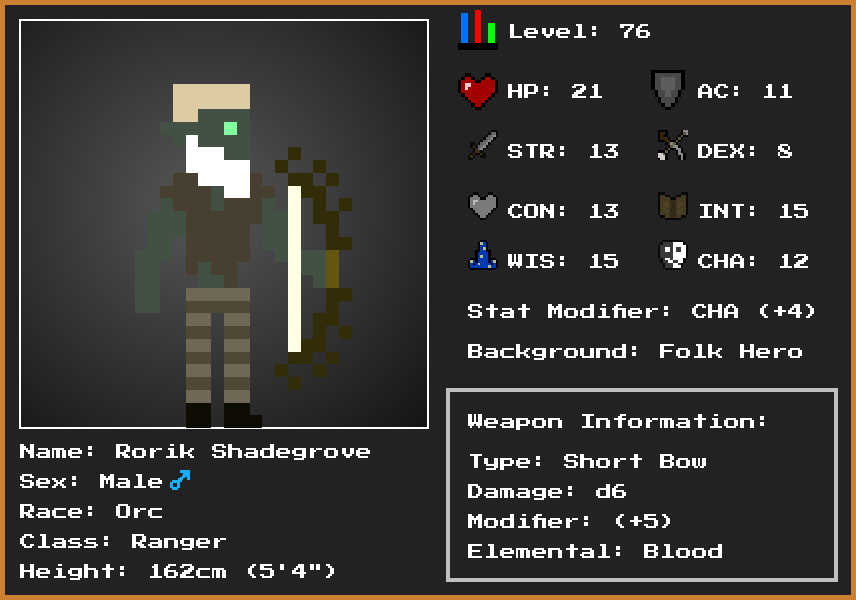 Level: 76
HP: 21 AC: 11
STR: 13 DEX: 8
CON: 13 INT: 15
WIS: 15 CHA: 12
Stat Modifier: CHA (+4)
Background: Folk Hero
Weapon Information:
Type: Short Bow
Damage: d6
Modifier: (+5)
Elemental: Blood
Name: Rorik Shadegrove
Sex: Male ♂
Race: Orc
Class: Ranger
Height: 162cm (5'4")